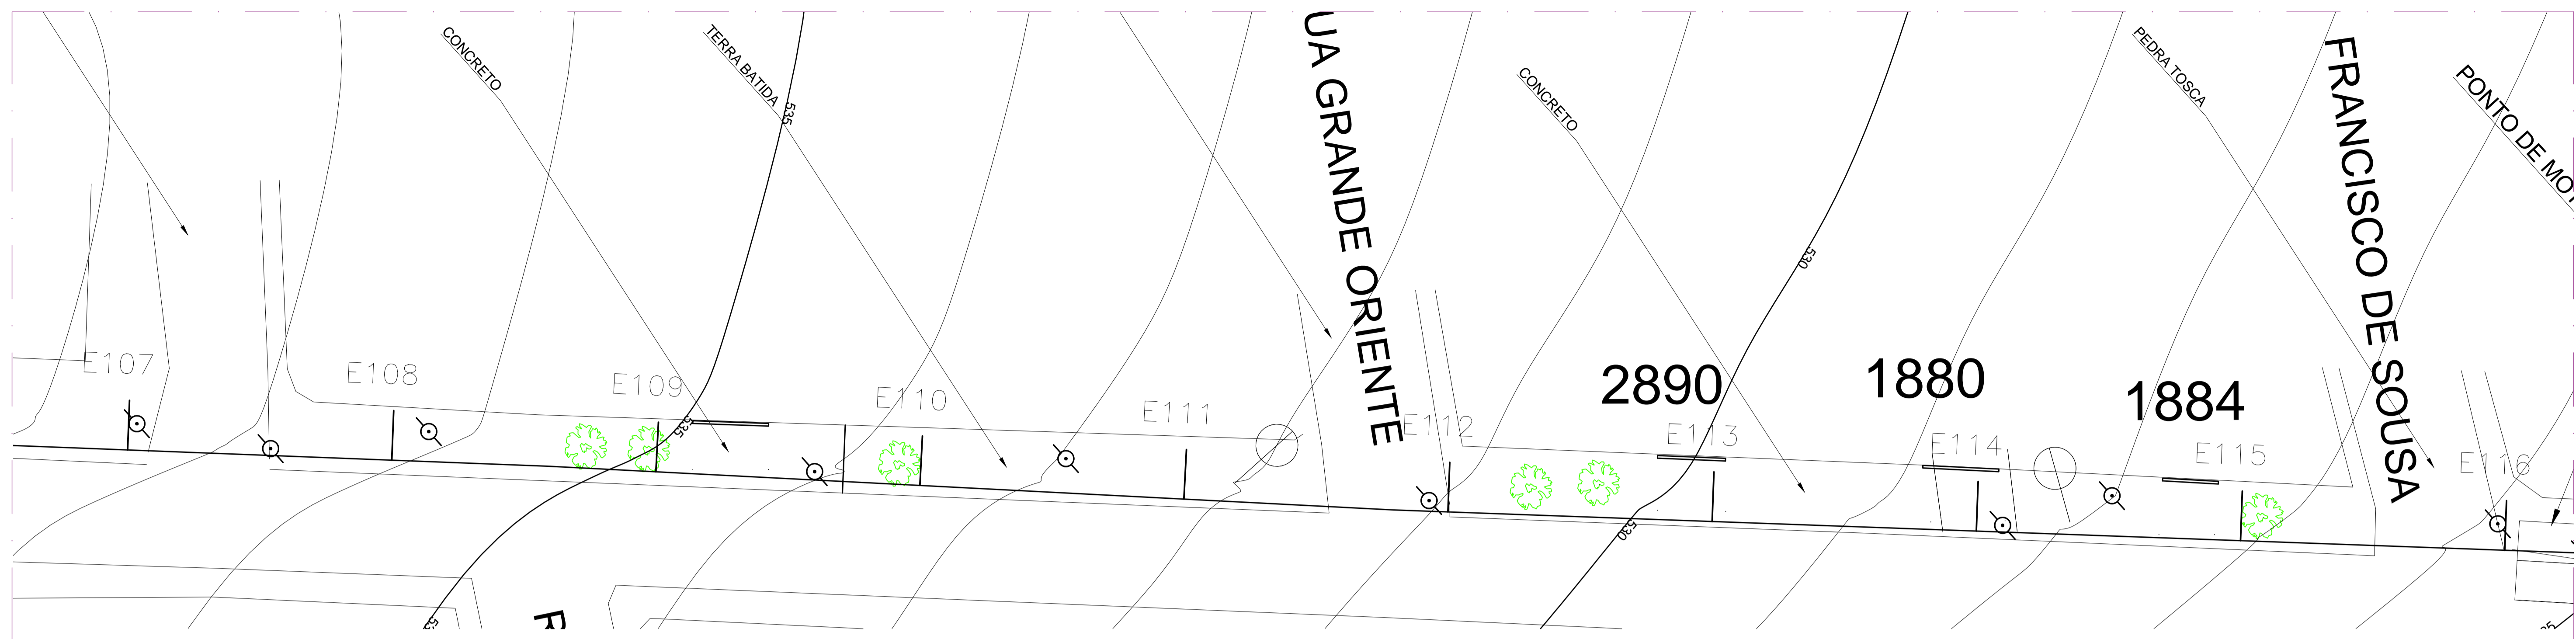 CONCRETO
TERRA BATIDA
535
UA GRANDE ORIENTE
CONCRETO
530
PEDRA TOSCA
FRANCISCO DE SOUSA
PONTO DE MO
E107
E108
E109
E110
E111
E112
2890
1880
1884
E113
E114
E115
E116
535
530
53
R